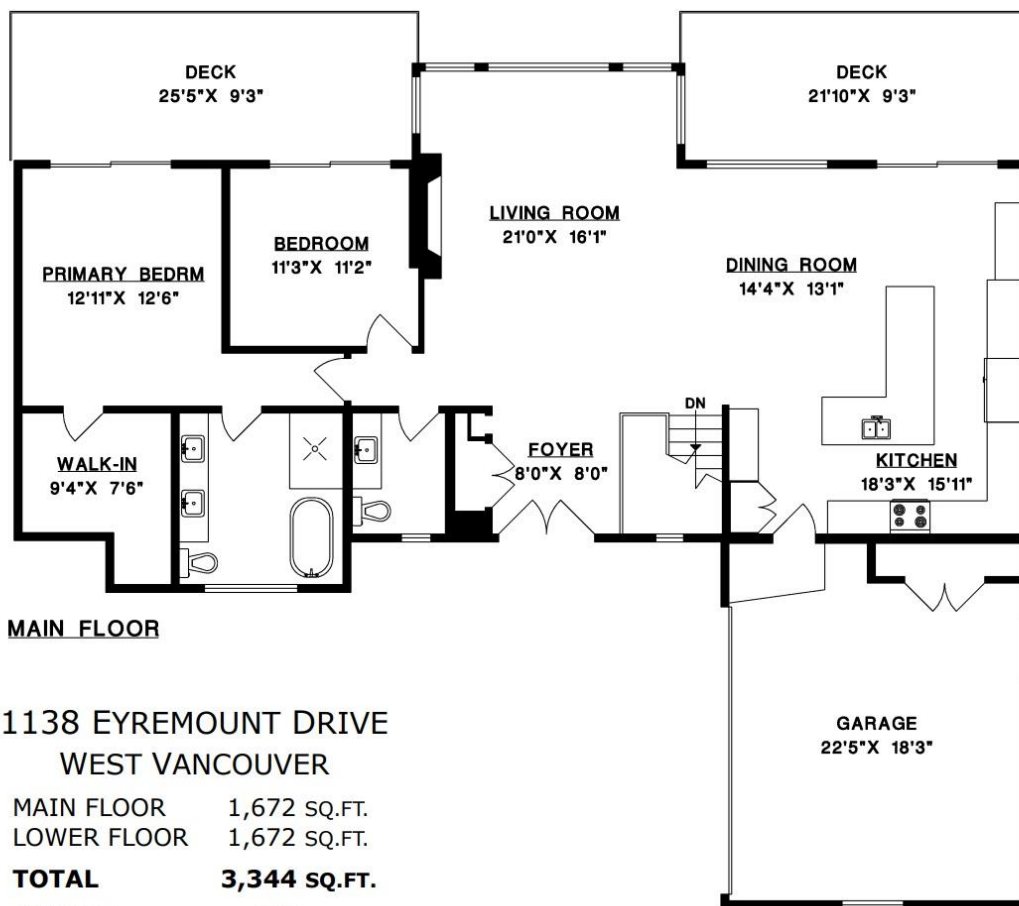 DECK
25'5"X 9'3"
DECK
21'10"X 9'3"
LIVING ROOM
21'0"X 16'1"
BEDROOM
11'3"X 11'2"
PRIMARY BEDRM
12'11"X 12'6"
DINING ROOM
14'4"X 13'1"
DN
WALK-IN
9'4"X 7'6"
FOYER
8'0"X 8'0"
KITCHEN
18'3"X 15'11"
MAIN FLOOR
GARAGE
22'5"X 18'3"
1138 EYREMOUNT DRIVE
WEST VANCOUVER
MAIN FLOOR 1,672 SQ.FT.
LOWER FLOOR 1,672 SQ.FT.
TOTAL 3,344 SQ.FT.